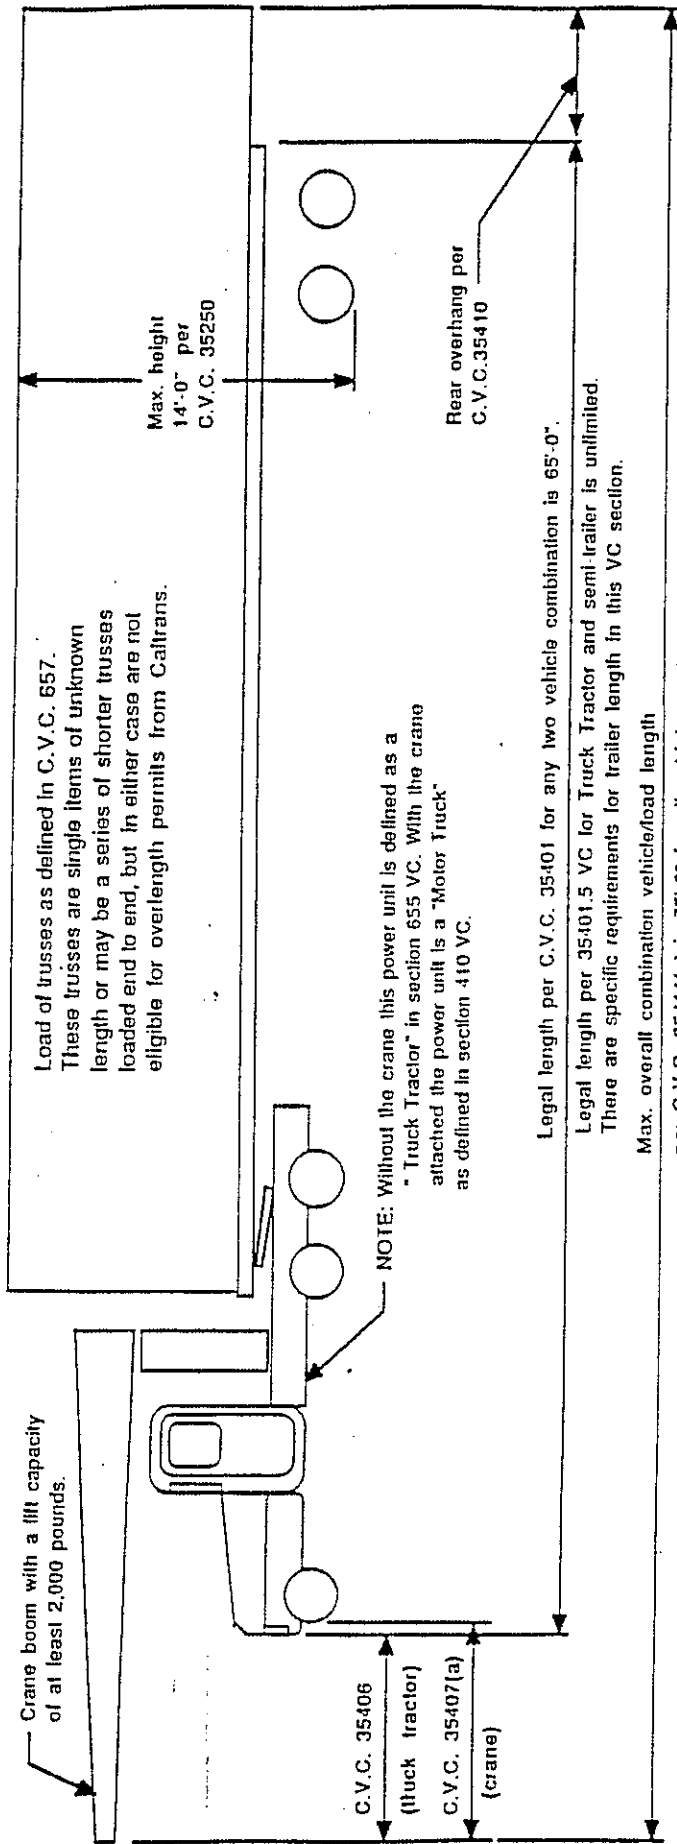 Crane boom with a lift capacity
of at least 2,000 pounds.
Load of trusses as defined in C.V.C. 657.
These trusses are single items of unknown
length or may be a series of shorter trusses
loaded end to end, but in either case are not
eligible for overlength permits from Caltrans.
Max. height
14'-0" per
C.V.C. 35250
NOTE: Without the crane this power unit is defined as a
" Truck Tractor" in section 655 VC. With the crane
attached the power unit is a "Motor Truck"
as defined in section 410 VC.
Rear overhang per
C.V.C.35410
C.V.C. 35406
(truck tractor)
C.V.C. 35407(a)
(crane)
Legal length per C.V.C. 35401 for any two vehicle combination is 65'-0".
Legal length per 35401.5 VC for Truck Tractor and semi-trailer is unlimited.
There are specific requirements for trailer length in this VC section.
Max. overall combination vehicle/load length